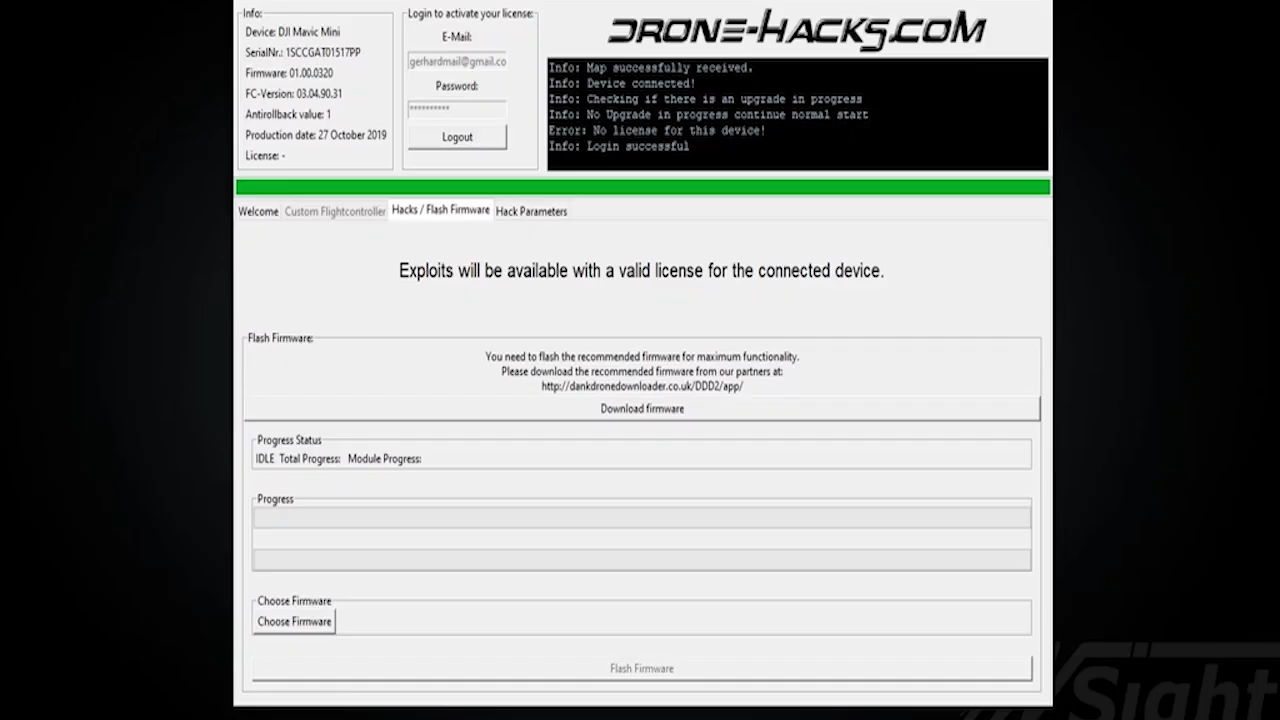 Info:
Device: DJI Mavic Mini
SerialNr.: 1SCCGAT01517PP
Firmware: 01.00.0320
FC-Version: 03.04.90.31
Antirollback value: 1
Production date: 27 October 2019
License: -
Login to activate your license:
E-Mail:
gerhardmail@gmail.co
Password:
**********
Logout
DRONE-HACKS.COM
Info: Map successfully received.
Info: Device connected!
Info: Checking if there is an upgrade in progress
Info: No Upgrade in progress continue normal start
Error: No license for this device!
Info: Login successful
Welcome Custom Flightcontroller Hacks / Flash Firmware Hack Parameters
Exploits will be available with a valid license for the connected device.
Flash Firmware:
You need to flash the recommended firmware for maximum functionality.
Please download the recommended firmware from our partners at:
http://dankdronedownloader.co.uk/DDD2/app/
Download firmware
Progress Status
IDLE Total Progress: Module Progress:
Progress
Choose Firmware
Choose Firmware
Flash Firmware
Sight